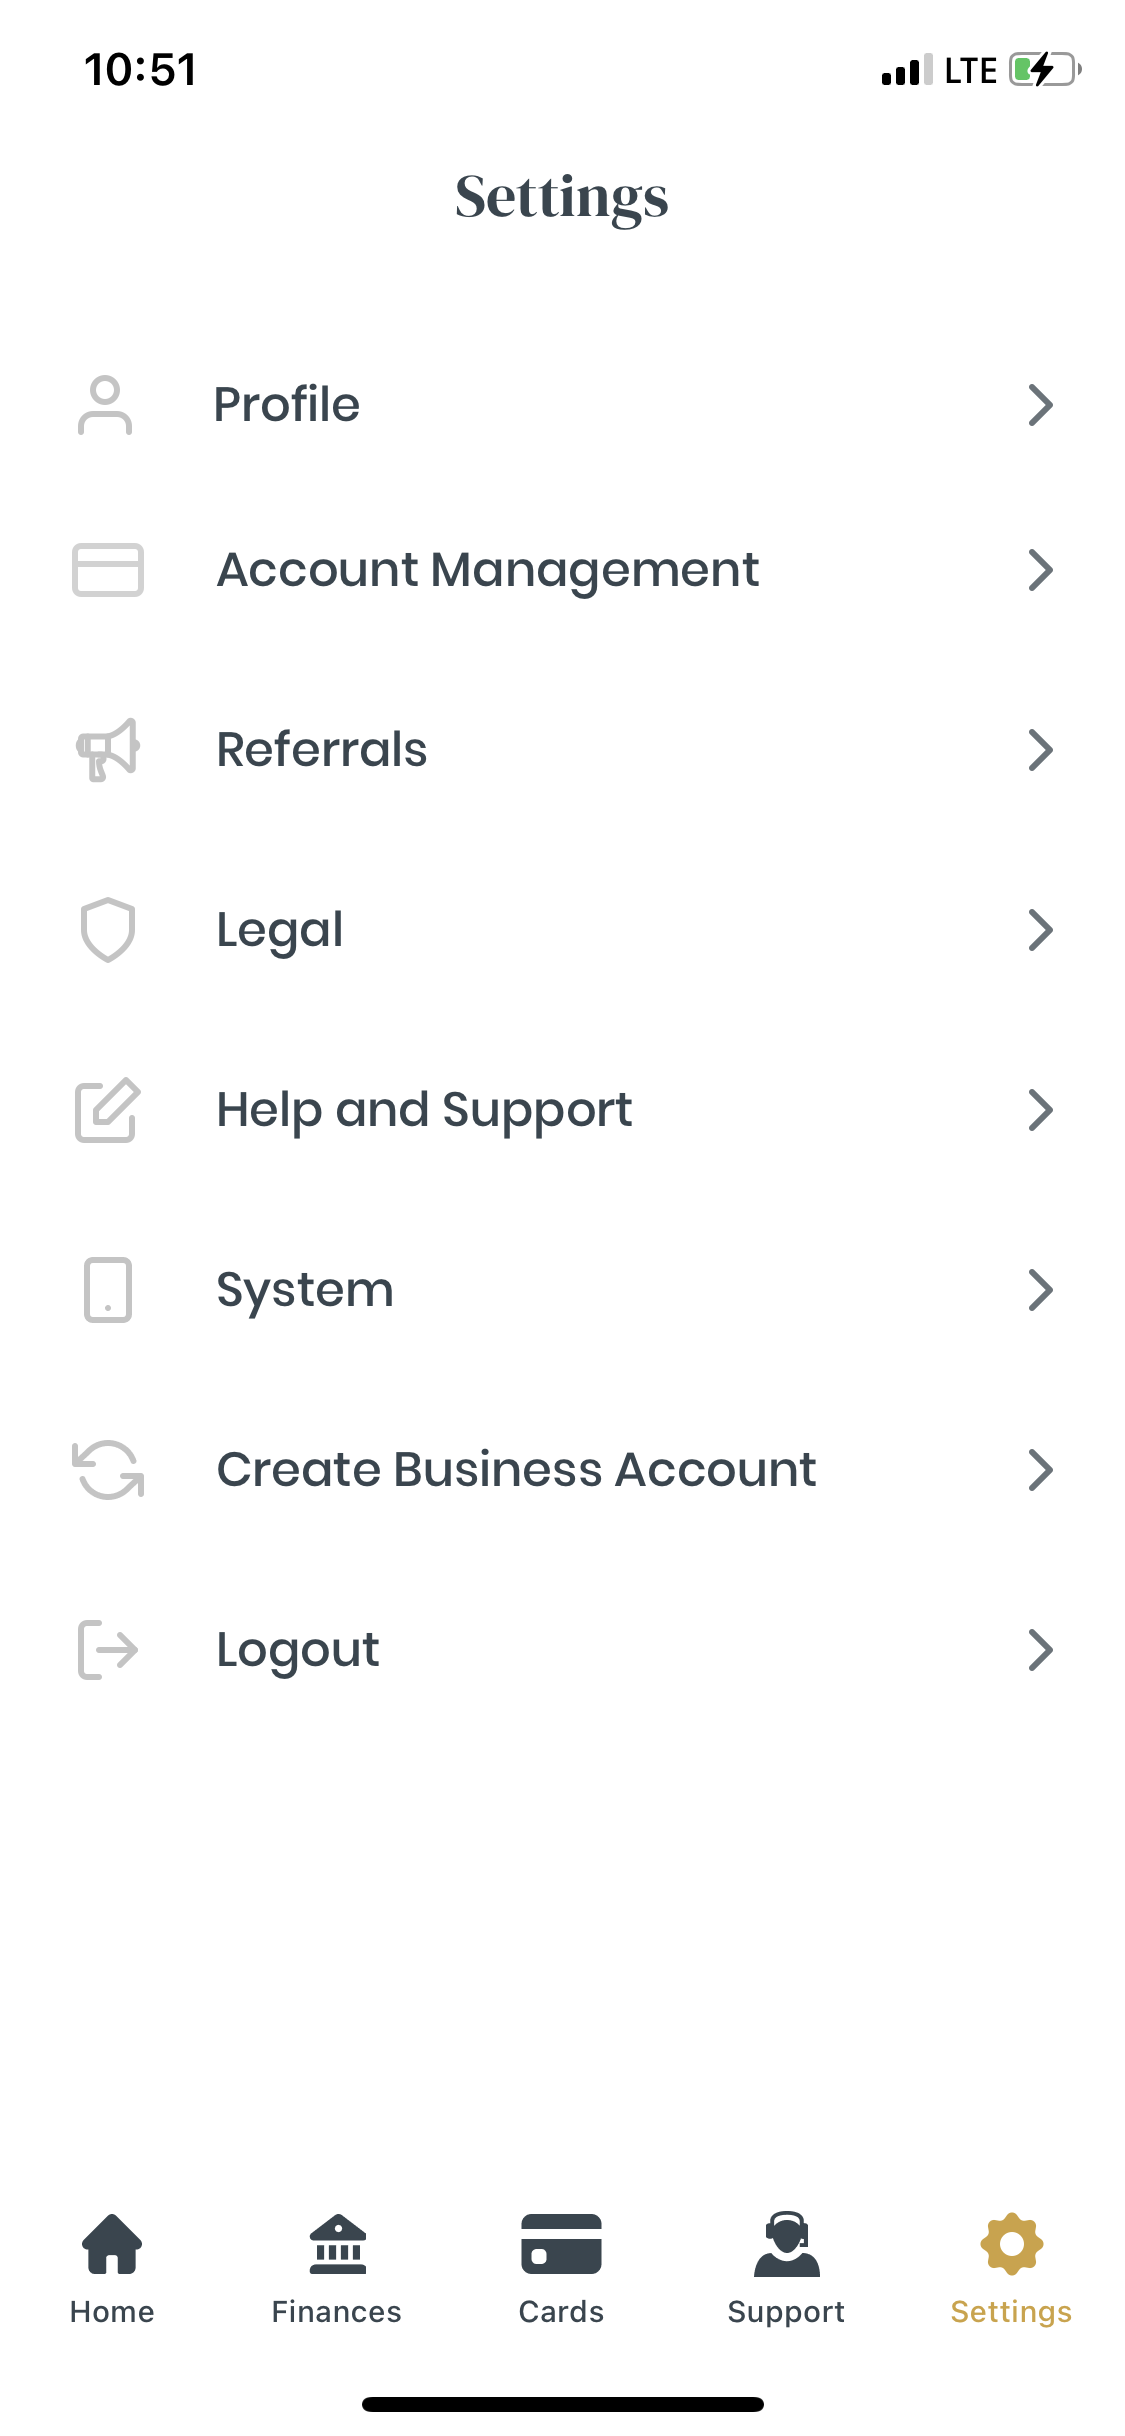 10:51
LTE
Settings
Profile
Account Management
Referrals
Legal
Help and Support
System
Create Business Account
Logout
Home
Finances
Cards
Support
Settings